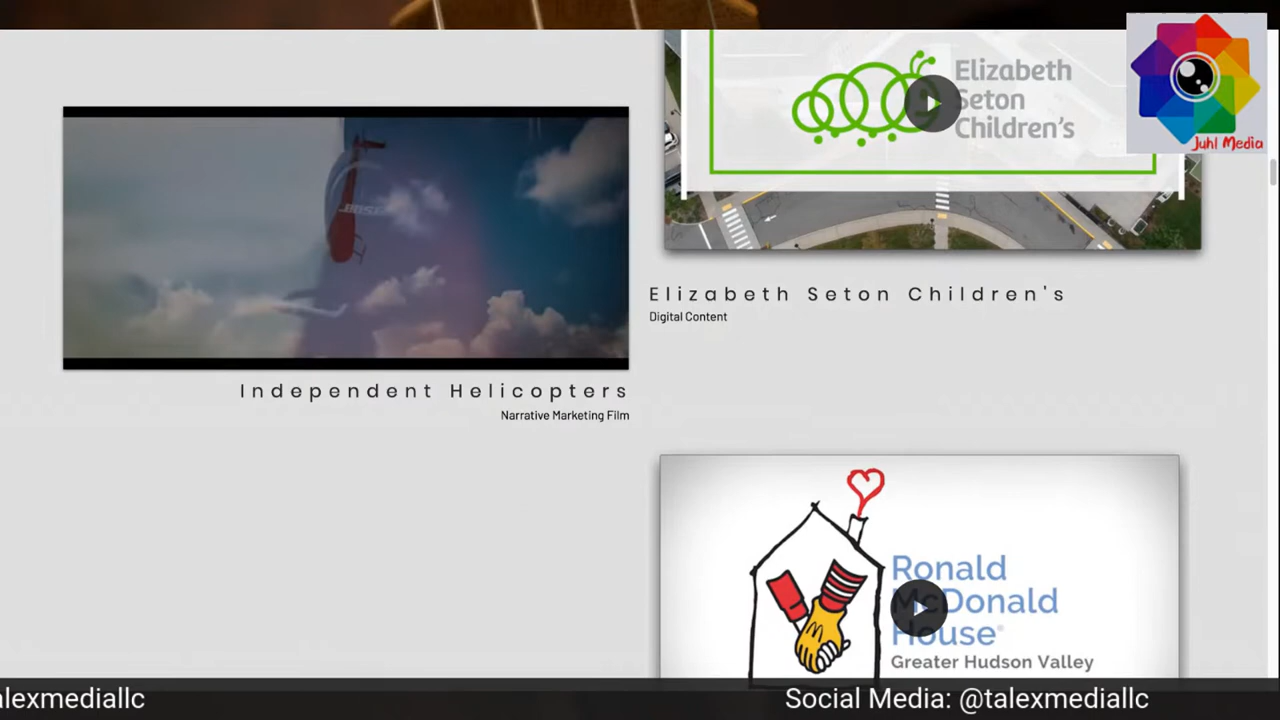 Elizabeth
Seton
Children's
Juhl Media
Elizabeth Seton Children's
Digital Content
Independent Helicopters
Narrative Marketing Film
Ronald
McDonald
House®
Greater Hudson Valley
alexmediallc
Social Media: @talexmediallc